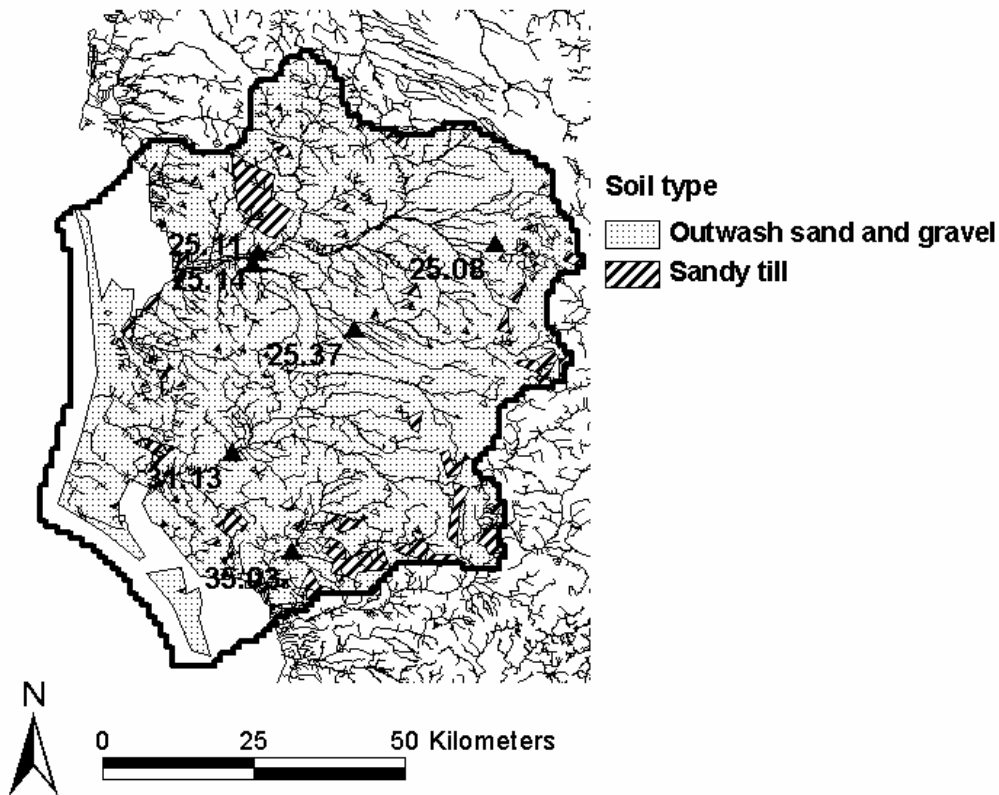 Soil type
Outwash sand and gravel
Sandy till
25.11
25.14
25.08
25.37
31.13
35.03
N
0 25 50 Kilometers